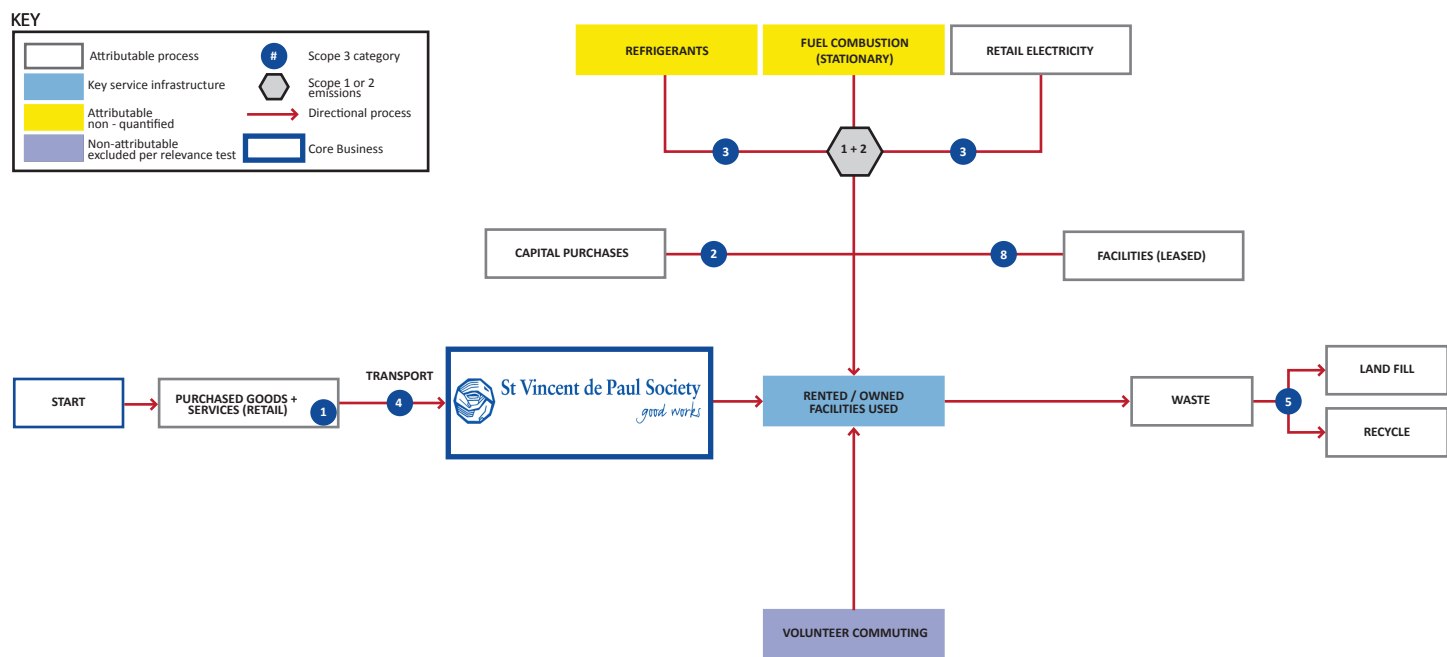 KEY
Attributable process
# Scope 3 category
Key service infrastructure
Scope 1 or 2
emissions
Attributable
non - quantified
Directional process
Non-attributable
excluded per relevance test
Core Business
REFRIGERANTS
FUEL COMBUSTION
(STATIONARY)
RETAIL ELECTRICITY
3
1 + 2
3
CAPITAL PURCHASES
2
8
FACILITIES (LEASED)
START
PURCHASED GOODS +
SERVICES (RETAIL)
1
TRANSPORT
4
St Vincent de Paul Society
good works
RENTED / OWNED
FACILITIES USED
WASTE
5
LAND FILL
RECYCLE
VOLUNTEER COMMUTING